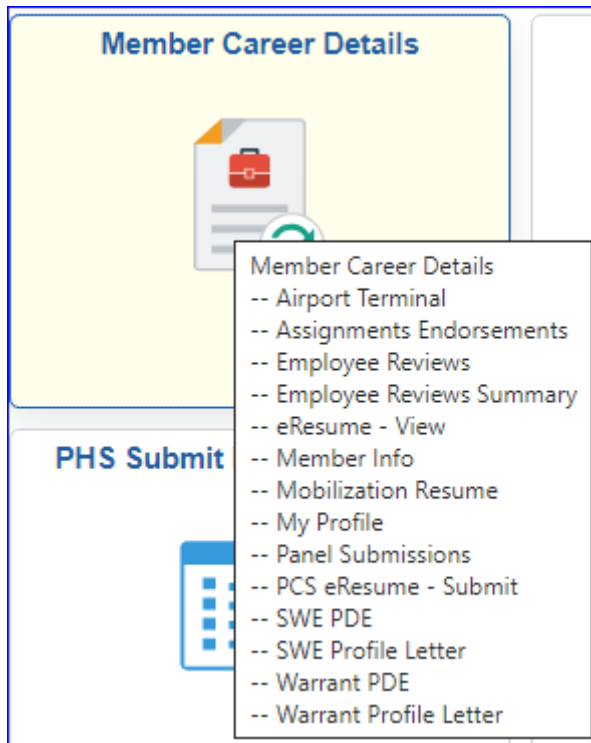 Member Career Details
Member Career Details
-- Airport Terminal
-- Assignments Endorsements
-- Employee Reviews
-- Employee Reviews Summary
-- eResume - View
-- Member Info
-- Mobilization Resume
-- My Profile
-- Panel Submissions
-- PCS eResume - Submit
-- SWE PDE
-- SWE Profile Letter
-- Warrant PDE
-- Warrant Profile Letter
PHS Submit